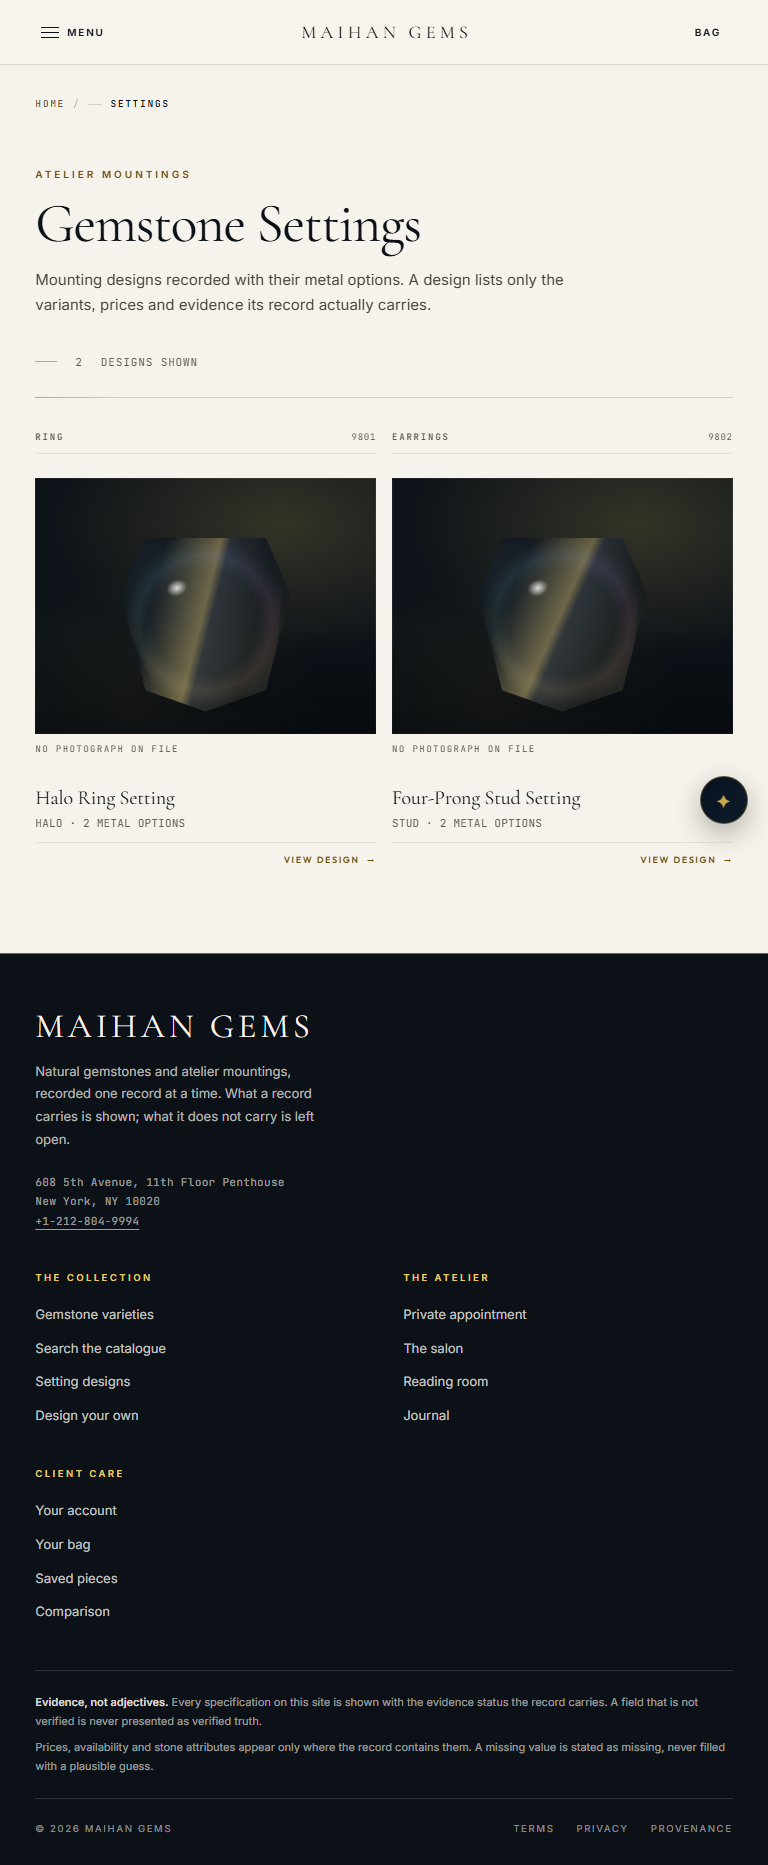 MENU
MAIHAN GEMS
BAG
HOME / — SETTINGS
ATELIER MOUNTINGS
Gemstone Settings
Mounting designs recorded with their metal options. A design lists only the
variants, prices and evidence its record actually carries.
2 DESIGNS SHOWN
RING 9801
EARRINGS 9802
NO PHOTOGRAPH ON FILE
NO PHOTOGRAPH ON FILE
Halo Ring Setting
HALO · 2 METAL OPTIONS
VIEW DESIGN →
Four-Prong Stud Setting
STUD · 2 METAL OPTIONS
VIEW DESIGN →
MAIHAN GEMS
Natural gemstones and atelier mountings,
recorded one record at a time. What a record
carries is shown; what it does not carry is left
open.
608 5th Avenue, 11th Floor Penthouse
New York, NY 10020
+1-212-804-9994
THE COLLECTION
Gemstone varieties
Search the catalogue
Setting designs
Design your own
THE ATELIER
Private appointment
The salon
Reading room
Journal
CLIENT CARE
Your account
Your bag
Saved pieces
Comparison
Evidence, not adjectives. Every specification on this site is shown with the evidence status the record carries. A field that is not
verified is never presented as verified truth.
Prices, availability and stone attributes appear only where the record contains them. A missing value is stated as missing, never filled
with a plausible guess.
© 2026 MAIHAN GEMS
TERMS PRIVACY PROVENANCE